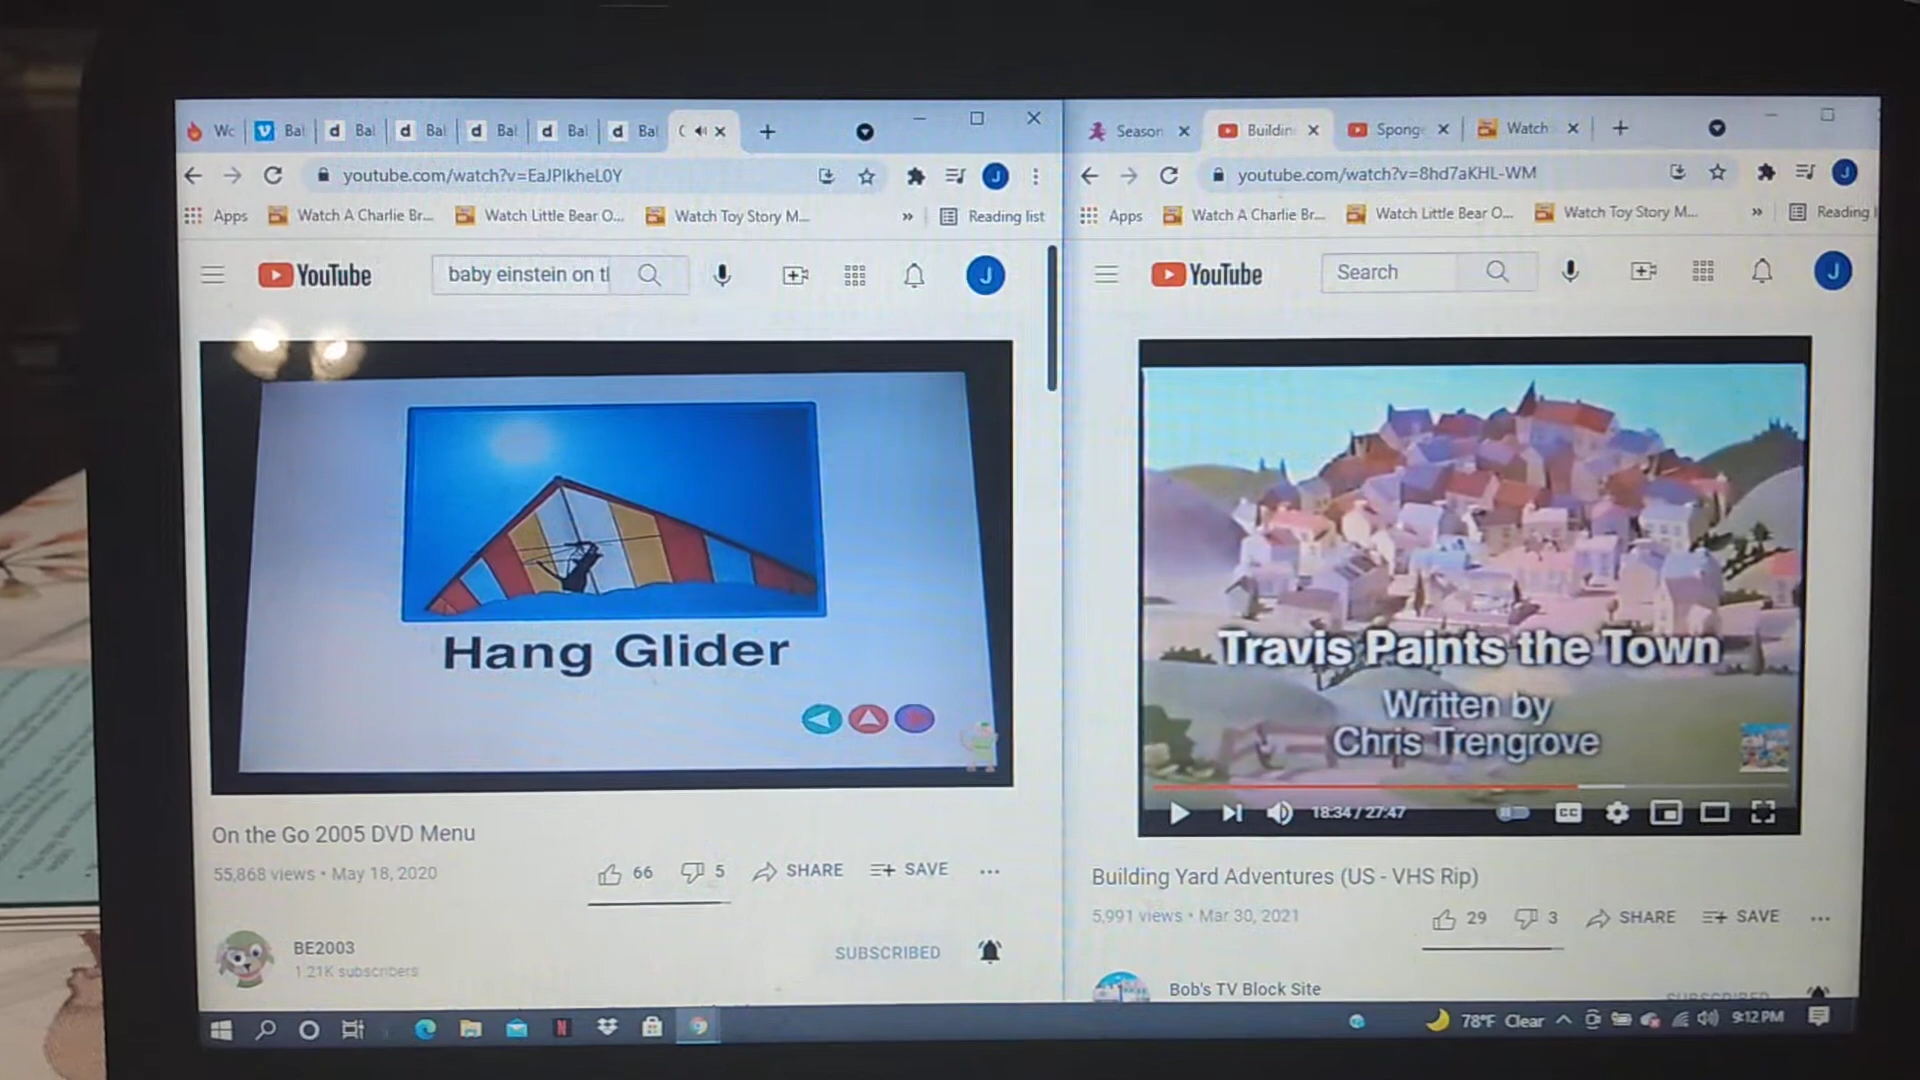 Wc
Bal
Bal
Bal
Bal
Bal
Bal
youtube.com/watch?v=EaJPlkheL0Y
Apps
Watch A Charlie Br...
Watch Little Bear O...
Watch Toy Story M...
»
Reading list
YouTube
baby einstein on t
J
Hang Glider
On the Go 2005 DVD Menu
55,868 views • May 18, 2020
66
5
SHARE
SAVE
BE2003
1.21K subscribers
SUBSCRIBED
Season
Buildin
Spong
Watch
youtube.com/watch?v=8hd7aKHL-WM
J
Apps
Watch A Charlie Br...
Watch Little Bear O...
Watch Toy Story M...
»
Reading
YouTube
Search
J
Travis Paints the Town
Written by
Chris Trengrove
18:34 / 27:47
CC
Building Yard Adventures (US - VHS Rip)
5,991 views • Mar 30, 2021
29
3
SHARE
SAVE
Bob's TV Block Site
SUBSCRIBED
78°F Clear
9:12 PM